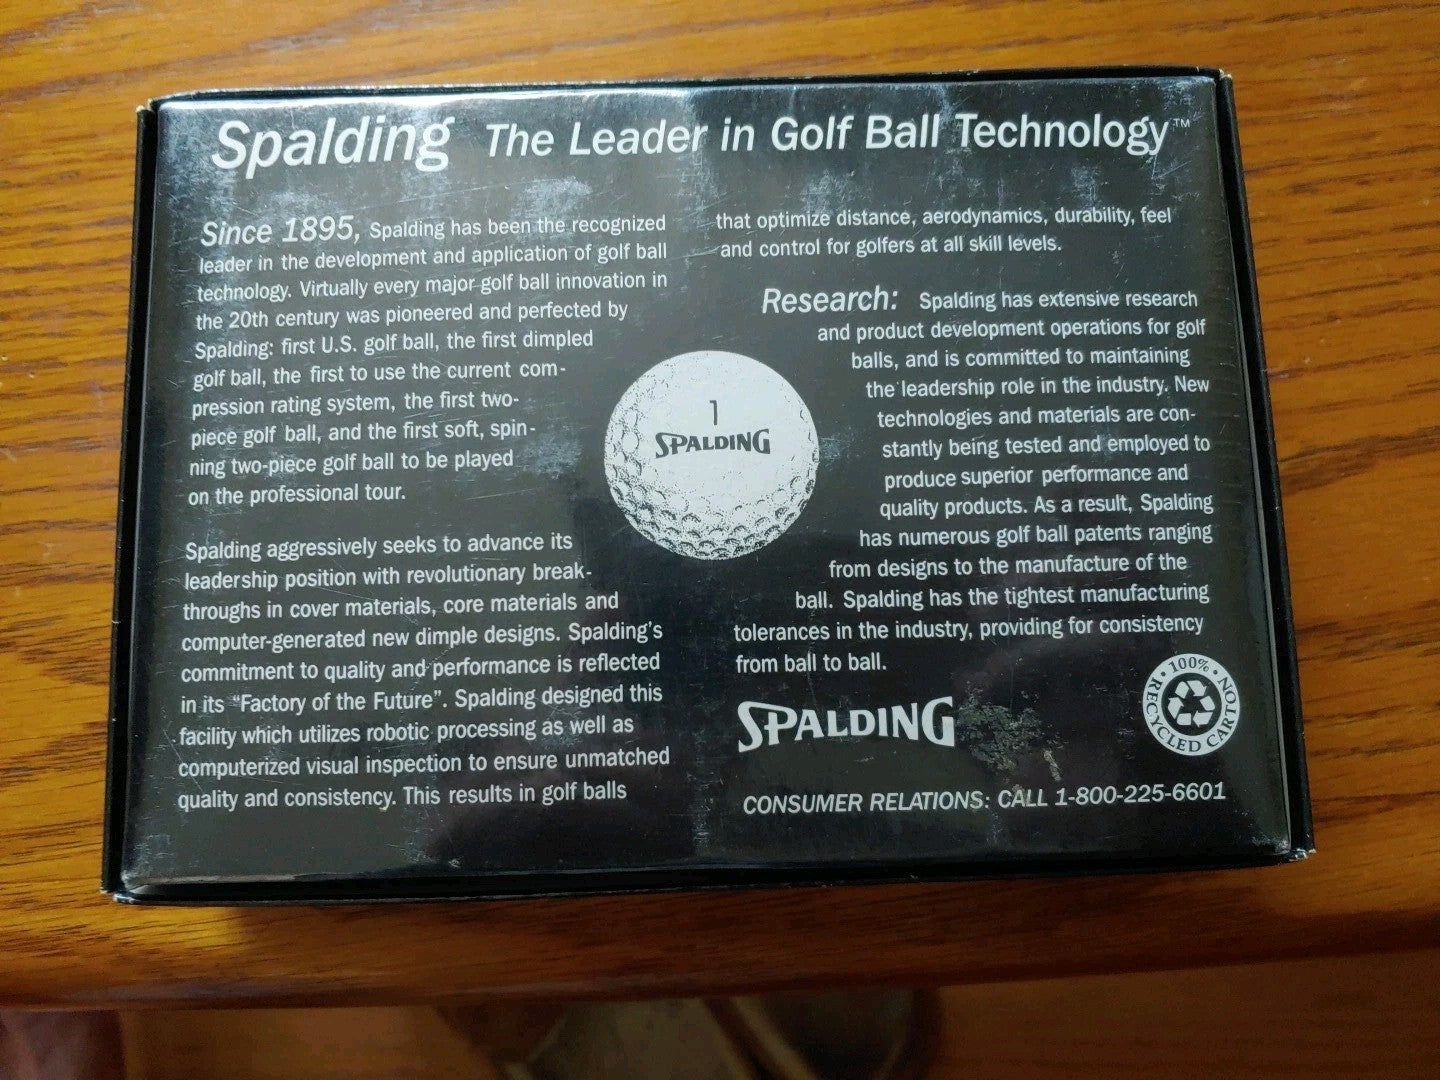 Spalding The Leader in Golf Ball Technology™
Since 1895, Spalding has been the recognized
leader in the development and application of golf ball
technology. Virtually every major golf ball innovation in
the 20th century was pioneered and perfected by
Spalding: first U.S. golf ball, the first dimpled
golf ball, the first to use the current com-
pression rating system, the first two-
piece golf ball, and the first soft, spin-
ning two-piece golf ball to be played
on the professional tour.
Spalding aggressively seeks to advance its
leadership position with revolutionary break-
throughs in cover materials, core materials and
computer-generated new dimple designs. Spalding's
commitment to quality and performance is reflected
in its “Factory of the Future”. Spalding designed this
facility which utilizes robotic processing as well as
computerized visual inspection to ensure unmatched
quality and consistency. This results in golf balls
that optimize distance, aerodynamics, durability, feel
and control for golfers at all skill levels.
Research: Spalding has extensive research
and product development operations for golf
balls, and is committed to maintaining
the leadership role in the industry. New
technologies and materials are con-
stantly being tested and employed to
produce superior performance and
quality products. As a result, Spalding
has numerous golf ball patents ranging
from designs to the manufacture of the
ball. Spalding has the tightest manufacturing
tolerances in the industry, providing for consistency
from ball to ball.
1
SPALDING
SPALDING
100%
RECYCLED CARTON
CONSUMER RELATIONS: CALL 1-800-225-6601